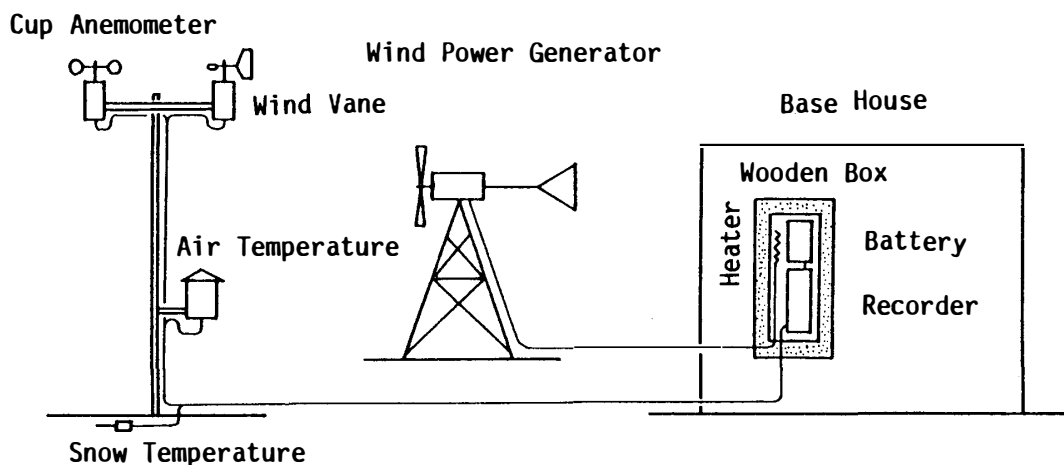 Cup Anemometer
Wind Power Generator
Wind Vane
Base House
Wooden Box
Heater
Battery
Recorder
Air Temperature
Snow Temperature